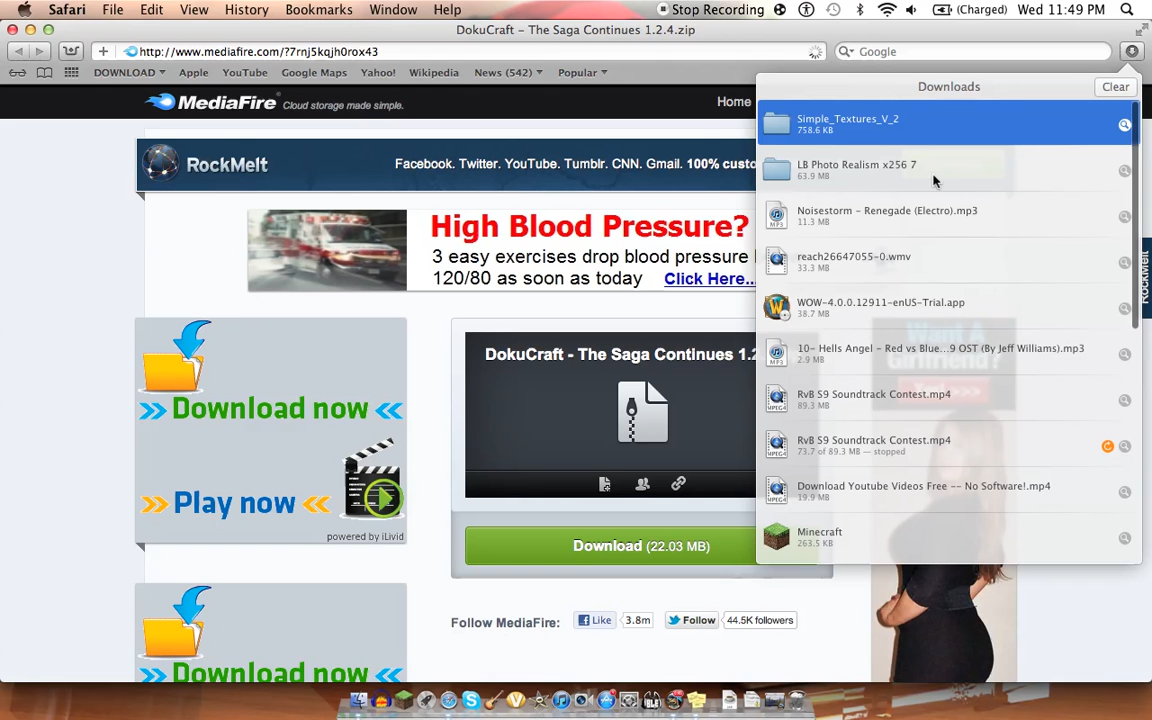 Safari File Edit View History Bookmarks Window Help Stop Recording (Charged) Wed 11:49 PM
DokuCraft - The Saga Continues 1.2.4.zip
http://www.mediafire.com/?7rnj5kqjh0rox43 Google
DOWNLOAD Apple YouTube Google Maps Yahoo! Wikipedia News (542) Popular
MediaFire Cloud storage made simple. Home
RockMelt Facebook. Twitter. YouTube. Tumblr. CNN. Gmail. 100% custo
High Blood Pressure?
3 easy exercises drop blood pressure
120/80 as soon as today Click Here...
Download now
Play now
powered by iLivid
Download now
DokuCraft - The Saga Continues 1.2
Download (22.03 MB)
Follow MediaFire: Like 3.8m Follow 44.5K followers
Downloads Clear
Simple_Textures_V_2
758.6 KB
LB Photo Realism x256 7
63.9 MB
Noisestorm - Renegade (Electro).mp3
11.3 MB
reach26647055-0.wmv
33.3 MB
WOW-4.0.0.12911-enUS-Trial.app
38.7 MB
10- Hells Angel - Red vs Blue...9 OST (By Jeff Williams).mp3
2.9 MB
RvB S9 Soundtrack Contest.mp4
89.3 MB
RvB S9 Soundtrack Contest.mp4
73.7 of 89.3 MB — stopped
Download Youtube Videos Free -- No Software!.mp4
19.9 MB
Minecraft
263.5 KB
Want A
Girlfriend?
RockMelt